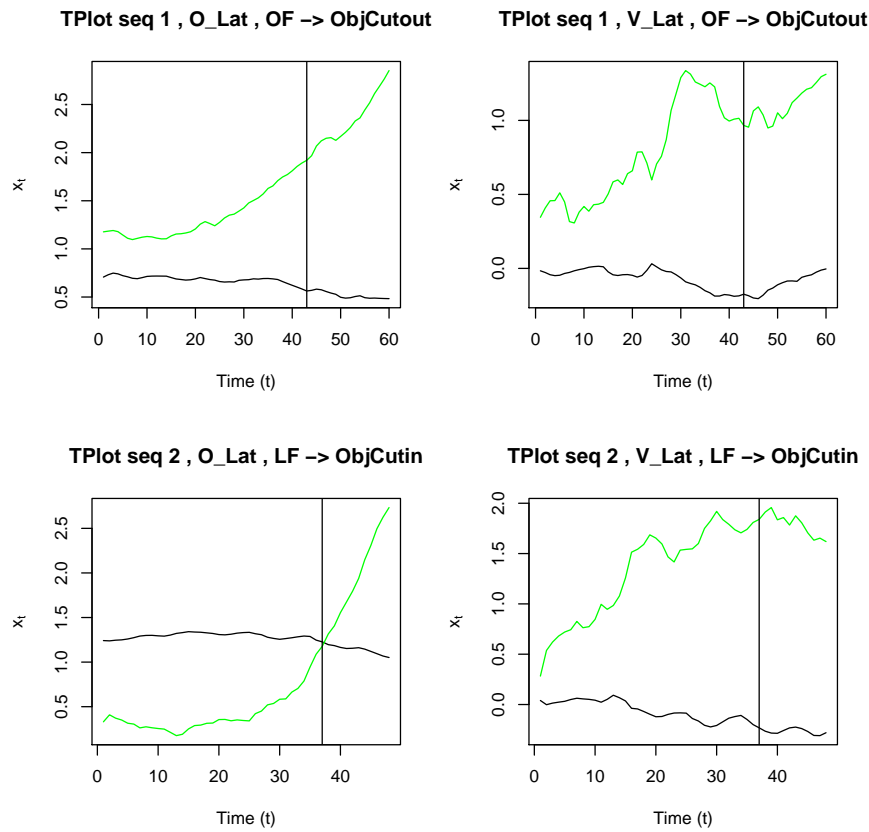 TPlot seq 1 , O_Lat , OF −> ObjCutout
xt
0.5 1.0 1.5 2.0 2.5
0 10 20 30 40 50 60
Time (t)
TPlot seq 1 , V_Lat , OF −> ObjCutout
xt
0.0 0.5 1.0
0 10 20 30 40 50 60
Time (t)
TPlot seq 2 , O_Lat , LF −> ObjCutin
xt
0.5 1.0 1.5 2.0 2.5
0 10 20 30 40
Time (t)
TPlot seq 2 , V_Lat , LF −> ObjCutin
xt
0.0 0.5 1.0 1.5 2.0
0 10 20 30 40
Time (t)